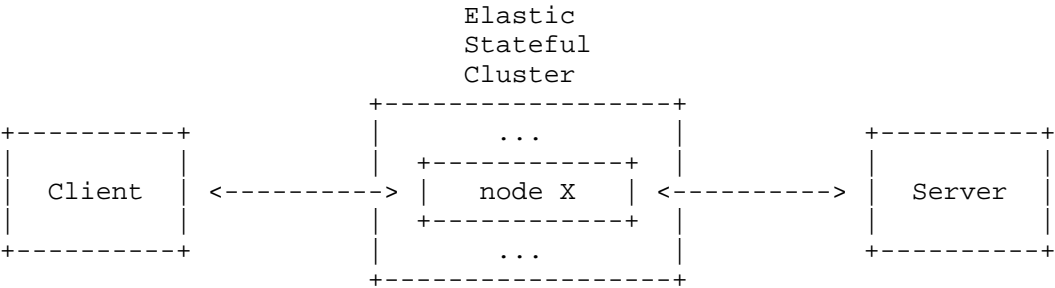 Elastic
Stateful
Cluster
...
Client
node X
Server
...